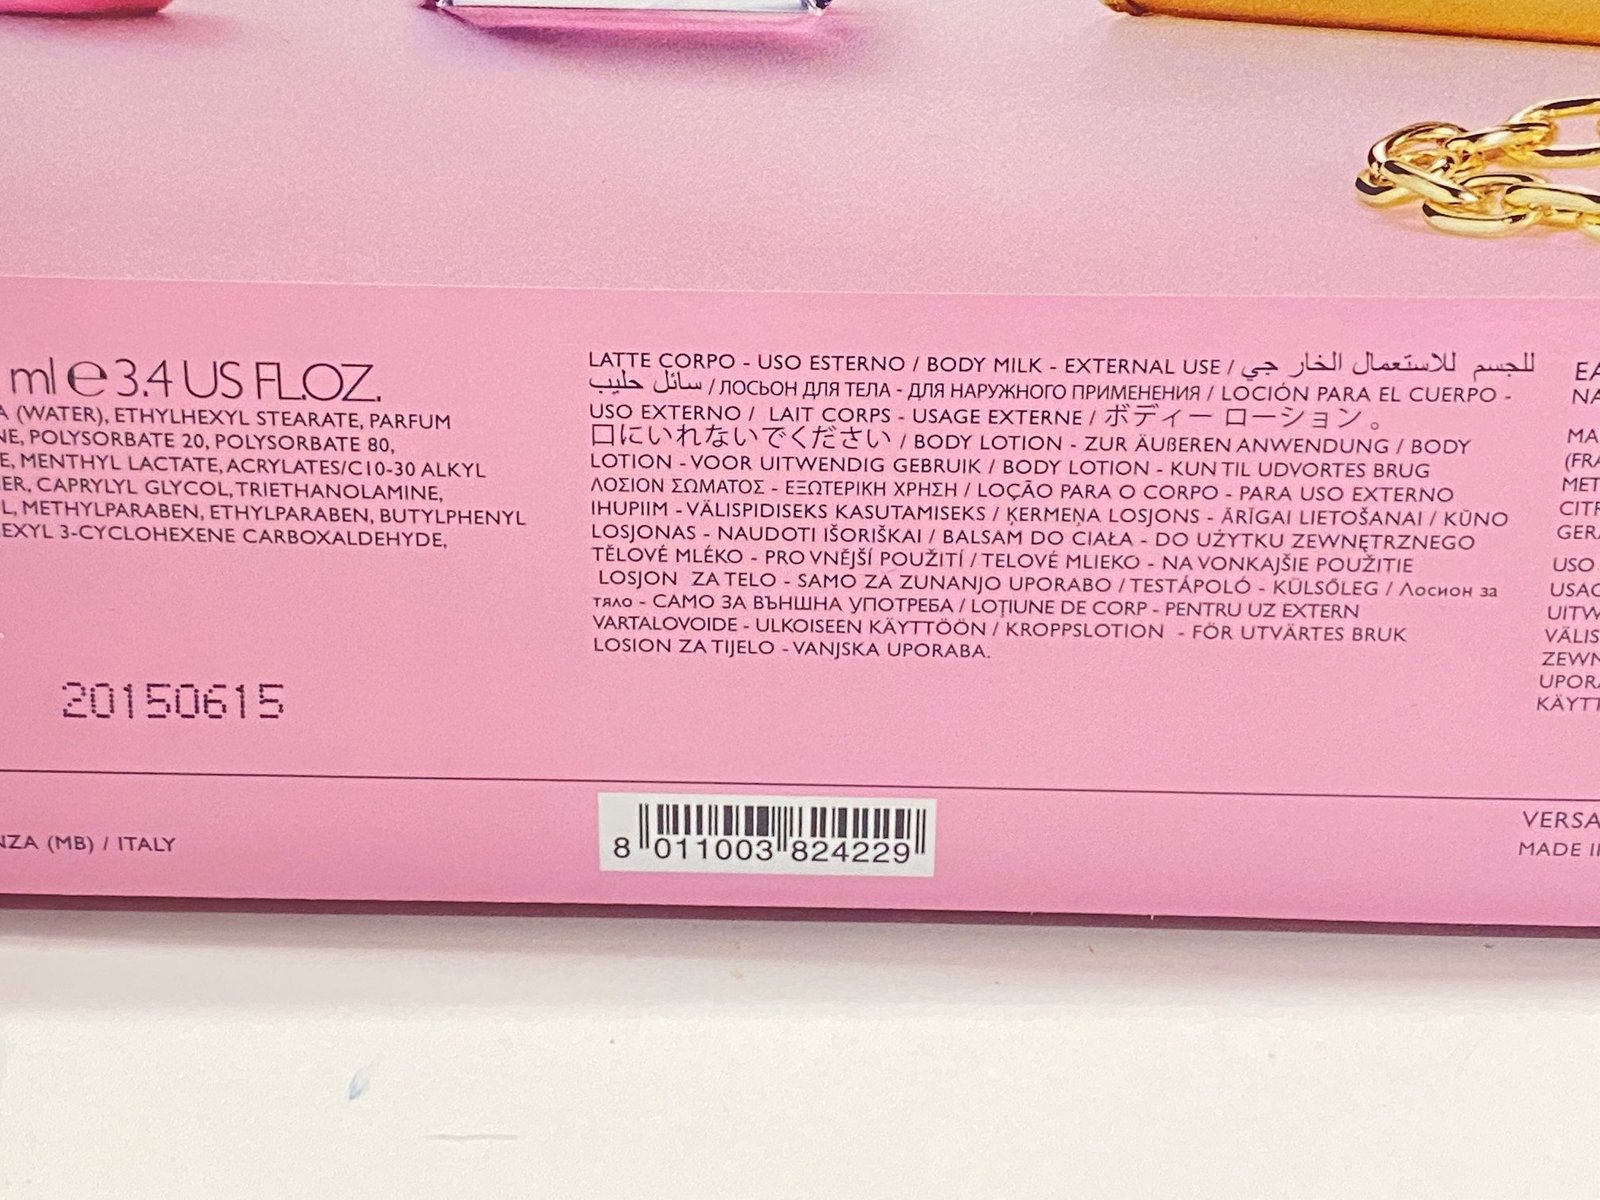 ml e 3.4 US FL.OZ.
(WATER), ETHYLHEXYL STEARATE, PARFUM
POLYSORBATE 20, POLYSORBATE 80,
MENTHYL LACTATE, ACRYLATES/C10-30 ALKYL
CAPRYLYL GLYCOL, TRIETHANOLAMINE,
METHYLPARABEN, ETHYLPARABEN, BUTYLPHENYL
3-CYCLOHEXENE CARBOXALDEHYDE,
20150615
(MB) / ITALY
LATTE CORPO - USO ESTERNO / BODY MILK - EXTERNAL USE / للجسم للاستعمال الخار جي
سائل حليب / ЛОСЬОН ДЛЯ ТЕЛА - ДЛЯ НАРУЖНОГО ПРИМЕНЕНИЯ / LOCIÓN PARA EL CUERPO -
USO EXTERNO / LAIT CORPS - USAGE EXTERNE / ボディー ローション 。
口にいれないでください / BODY LOTION - ZUR ÄUßEREN ANWENDUNG / BODY
LOTION - VOOR UITWENDIG GEBRUIK / BODY LOTION - KUN TIL UDVORTES BRUG
ΛΟΣΙΟΝ ΣΩΜΑΤΟΣ - ΕΞΩΤΕΡΙΚΗ ΧΡΗΣΗ / LOÇÃO PARA O CORPO - PARA USO EXTERNO
IHUPIIM - VÄLISPIDISEKS KASUTAMISEKS / ĶERMEŅA LOSJONS - ĀRĪGAI LIETOŠANAI / KŪNO
LOSJONAS - NAUDOTI IŠORIŠKAI / BALSAM DO CIAŁA - DO UŻYTKU ZEWNĘTRZNEGO
TĚLOVÉ MLÉKO - PRO VNĚJŠÍ POUŽITÍ / TELOVÉ MLIEKO - NA VONKAJŠIE POUŽITIE
LOSJON ZA TELO - SAMO ZA ZUNANJO UPORABO / TESTÁPOLÓ - KÜLSŐLEG / Лосион за
тяло - САМО ЗА ВЪНШНА УПОТРЕБА / LOŢIUNE DE CORP - PENTRU UZ EXTERN
VARTALOVOIDE - ULKOISEEN KÄYTTÖÖN / KROPPSLOTION - FÖR UTVÄRTES BRUK
LOSION ZA TIJELO - VANJSKA UPORABA.
8 011003 824229
USO
MADE